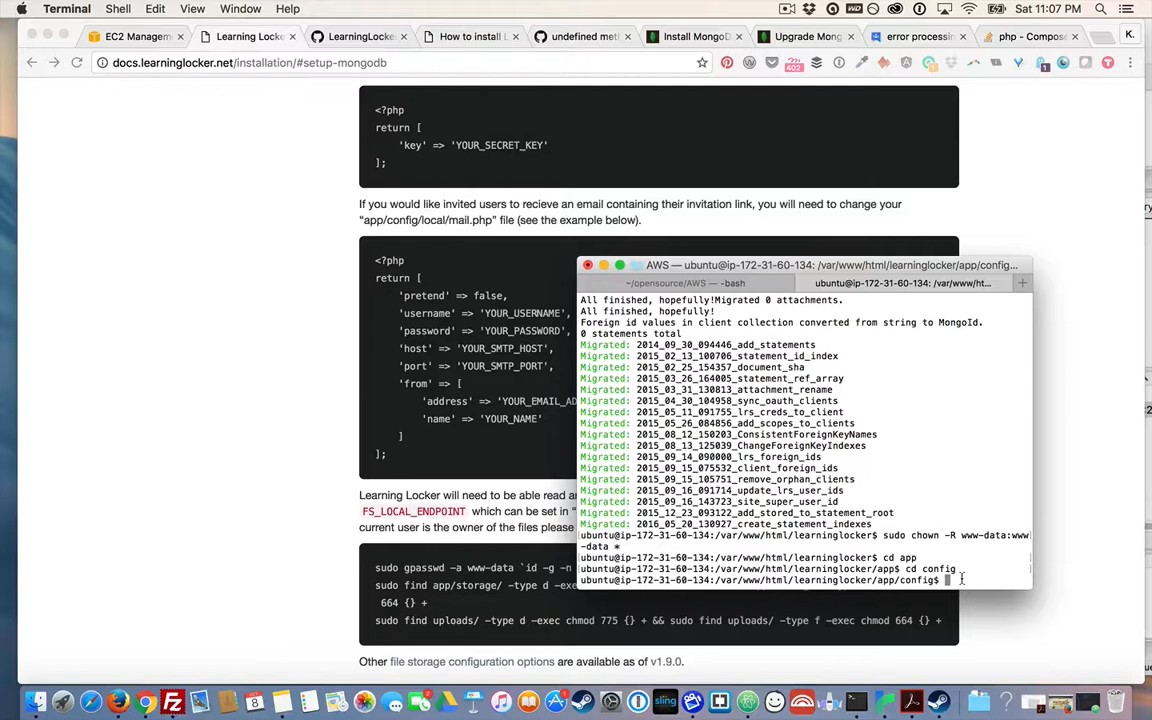 Terminal Shell Edit View Window Help Sat 11:07 PM
EC2 Managem Learning Locke LearningLocker How to install L undefined met Install MongoD Upgrade Mong error processin php - Compose K.
docs.learninglocker.net/installation/#setup-mongodb
402
<?php
return [
'key' => 'YOUR_SECRET_KEY'
];
If you would like invited users to recieve an email containing their invitation link, you will need to change your
"app/config/local/mail.php" file (see the example below).
<?php
return [
'pretend' => false,
'username' => 'YOUR_USERNAME',
'password' => 'YOUR_PASSWORD',
'host' => 'YOUR_SMTP_HOST',
'port' => 'YOUR_SMTP_PORT',
'from' => [
'address' => 'YOUR_EMAIL_AD
'name' => 'YOUR_NAME'
]
];
Learning Locker will need to be able read an
FS_LOCAL_ENDPOINT which can be set in "
current user is the owner of the files please
sudo gpasswd -a www-data `id -g -n
sudo find app/storage/ -type d -e
664 {} +
sudo find uploads/ -type d -exec chmod 775 {} + && sudo find uploads/ -type f -exec chmod 664 {} +
Other file storage configuration options are available as of v1.9.0.
AWS — ubuntu@ip-172-31-60-134: /var/www/html/learninglocker/app/config...
~/opensource/AWS — -bash ubuntu@ip-172-31-60-134: /var/www/ht...
All finished, hopefully!Migrated 0 attachments.
All finished, hopefully!
Foreign id values in client collection converted from string to MongoId.
0 statements total
Migrated: 2014_09_30_094446_add_statements
Migrated: 2015_02_13_100706_statement_id_index
Migrated: 2015_02_25_154357_document_sha
Migrated: 2015_03_26_164005_statement_ref_array
Migrated: 2015_03_31_130813_attachment_rename
Migrated: 2015_04_30_104958_sync_oauth_clients
Migrated: 2015_05_11_091755_lrs_creds_to_client
Migrated: 2015_05_26_084856_add_scopes_to_clients
Migrated: 2015_08_12_150203_ConsistentForeignKeyNames
Migrated: 2015_08_13_125039_ChangeForeignKeyIndexes
Migrated: 2015_09_14_090000_lrs_foreign_ids
Migrated: 2015_09_15_075532_client_foreign_ids
Migrated: 2015_09_15_105751_remove_orphan_clients
Migrated: 2015_09_16_091714_update_lrs_user_ids
Migrated: 2015_09_16_143723_site_super_user_id
Migrated: 2015_12_23_093122_add_stored_to_statement_root
Migrated: 2016_05_20_130927_create_statement_indexes
[ubuntu@ip-172-31-60-134:/var/www/html/learninglocker$ sudo chown -R www-data:www
-data *
[ubuntu@ip-172-31-60-134:/var/www/html/learninglocker$ cd app ]
[ubuntu@ip-172-31-60-134:/var/www/html/learninglocker/app$ cd config ]
ubuntu@ip-172-31-60-134:/var/www/html/learninglocker/app/config$